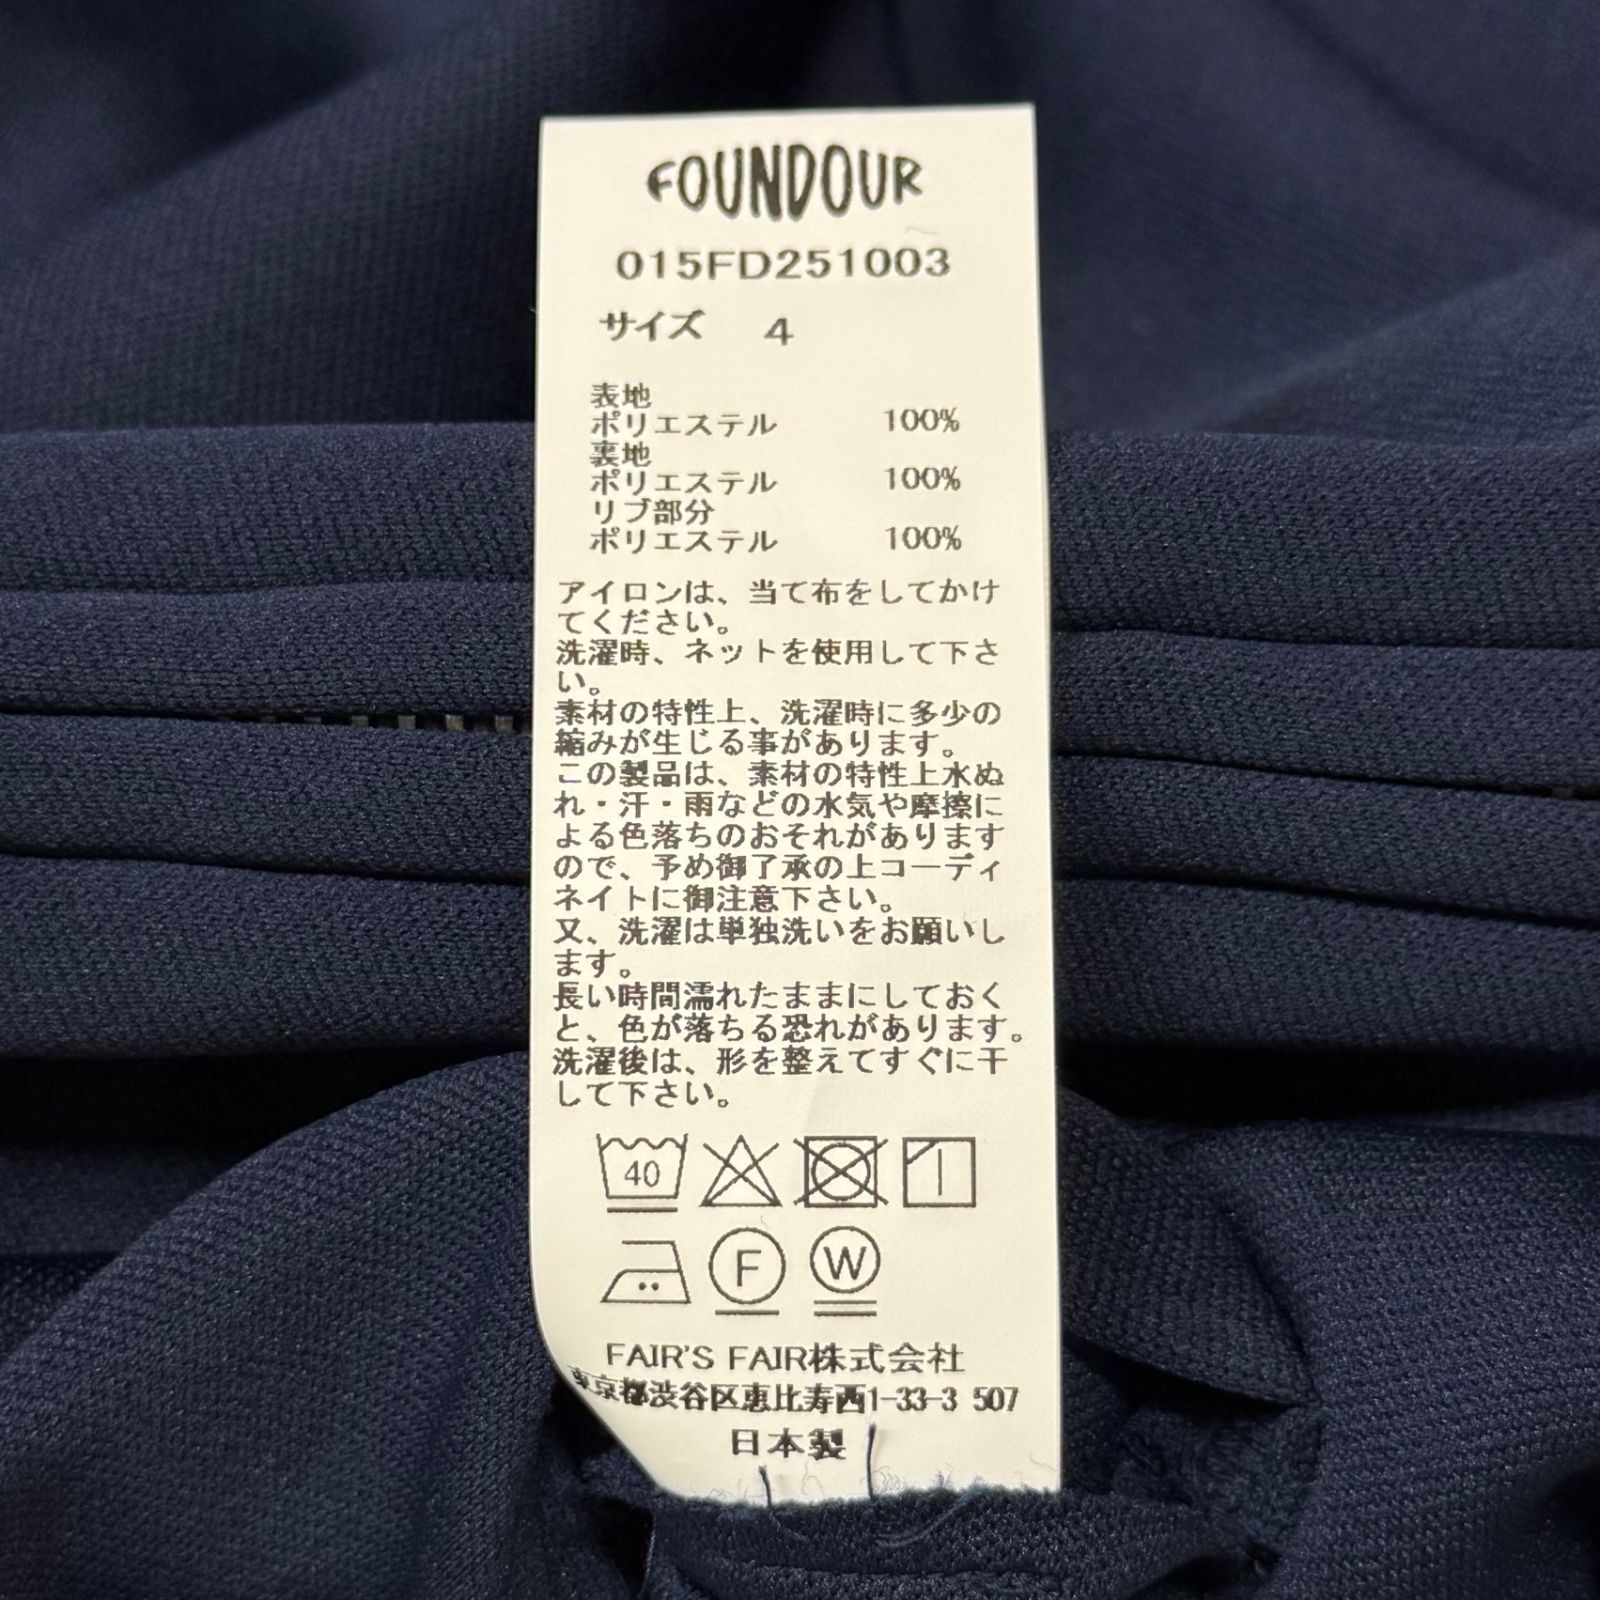 FOUNDOUR
015FD251003
サイズ 4
表地
ポリエステル 100%
裏地
ポリエステル 100%
リブ部分
ポリエステル 100%
アイロンは、当て布をしてかけ
てください。
洗濯時、ネットを使用して下さ
い。
素材の特性上、洗濯時に多少の
縮みが生じる事があります。
この製品は、素材の特性上水ぬ
れ・汗・雨などの水気や摩擦に
よる色落ちのおそれがあります
ので、予め御了承の上コーディ
ネイトに御注意下さい。
又、洗濯は単独洗いをお願いし
ます。
長い時間濡れたままにしておく
と、色が落ちる恐れがあります。
洗濯後は、形を整えてすぐに干
して下さい。
40
F W
FAIR'S FAIR株式会社
東京都渋谷区恵比寿西1-33-3 507
日本製